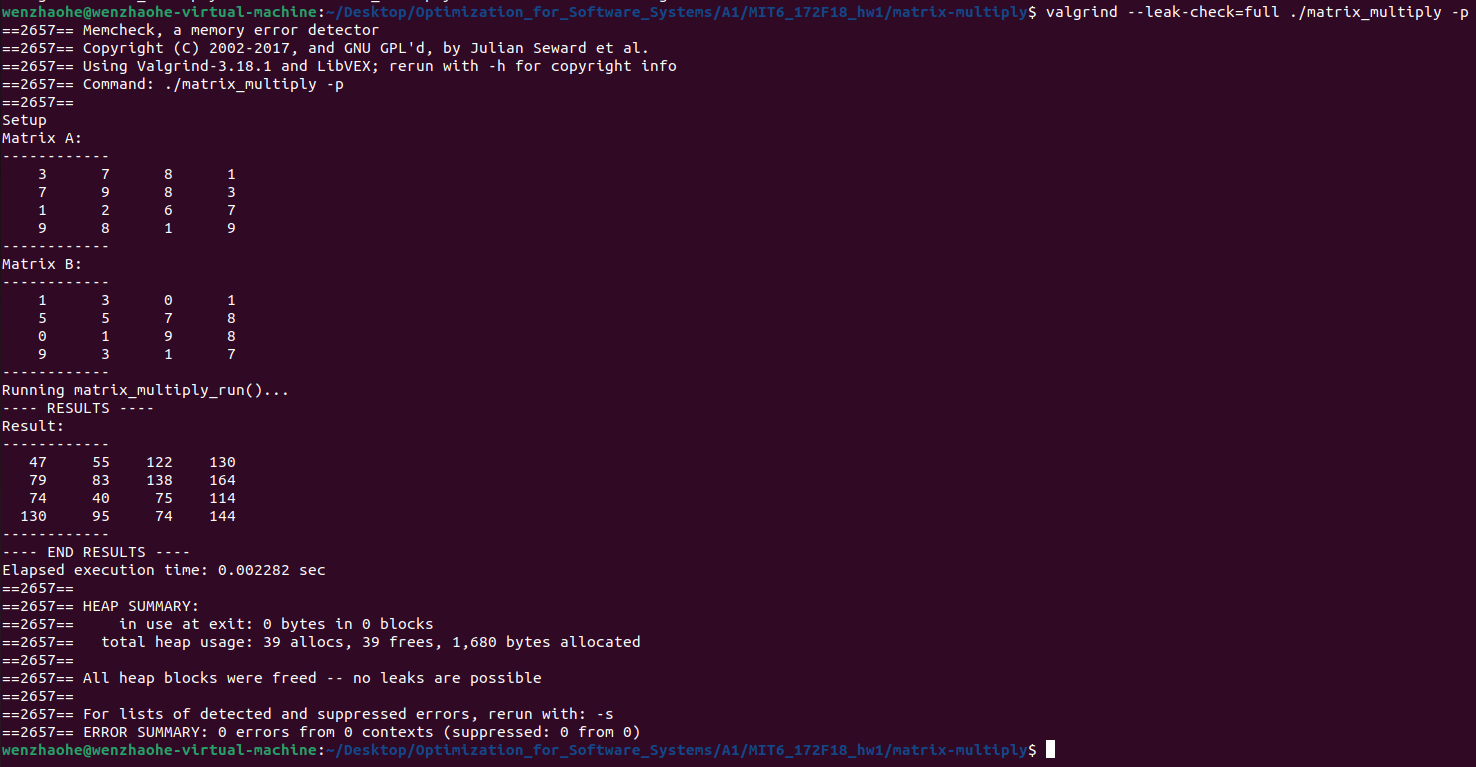 wenzhaohe@wenzhaohe-virtual-machine:~/Desktop/Optimization_for_Software_Systems/A1/MIT6_172F18_hw1/matrix-multiply$ valgrind --leak-check=full ./matrix_multiply -p
==2657== Memcheck, a memory error detector
==2657== Copyright (C) 2002-2017, and GNU GPL'd, by Julian Seward et al.
==2657== Using Valgrind-3.18.1 and LibVEX; rerun with -h for copyright info
==2657== Command: ./matrix_multiply -p
==2657==
Setup
Matrix A:
------------
    3      7      8      1
    7      9      8      3
    1      2      6      7
    9      8      1      9
------------
Matrix B:
------------
    1      3      0      1
    5      5      7      8
    0      1      9      8
    9      3      1      7
------------
Running matrix_multiply_run()...
---- RESULTS ----
Result:
------------
   47     55    122    130
   79     83    138    164
   74     40     75    114
  130     95     74    144
------------
---- END RESULTS ----
Elapsed execution time: 0.002282 sec
==2657==
==2657== HEAP SUMMARY:
==2657==     in use at exit: 0 bytes in 0 blocks
==2657==   total heap usage: 39 allocs, 39 frees, 1,680 bytes allocated
==2657==
==2657== All heap blocks were freed -- no leaks are possible
==2657==
==2657== For lists of detected and suppressed errors, rerun with: -s
==2657== ERROR SUMMARY: 0 errors from 0 contexts (suppressed: 0 from 0)
wenzhaohe@wenzhaohe-virtual-machine:~/Desktop/Optimization_for_Software_Systems/A1/MIT6_172F18_hw1/matrix-multiply$